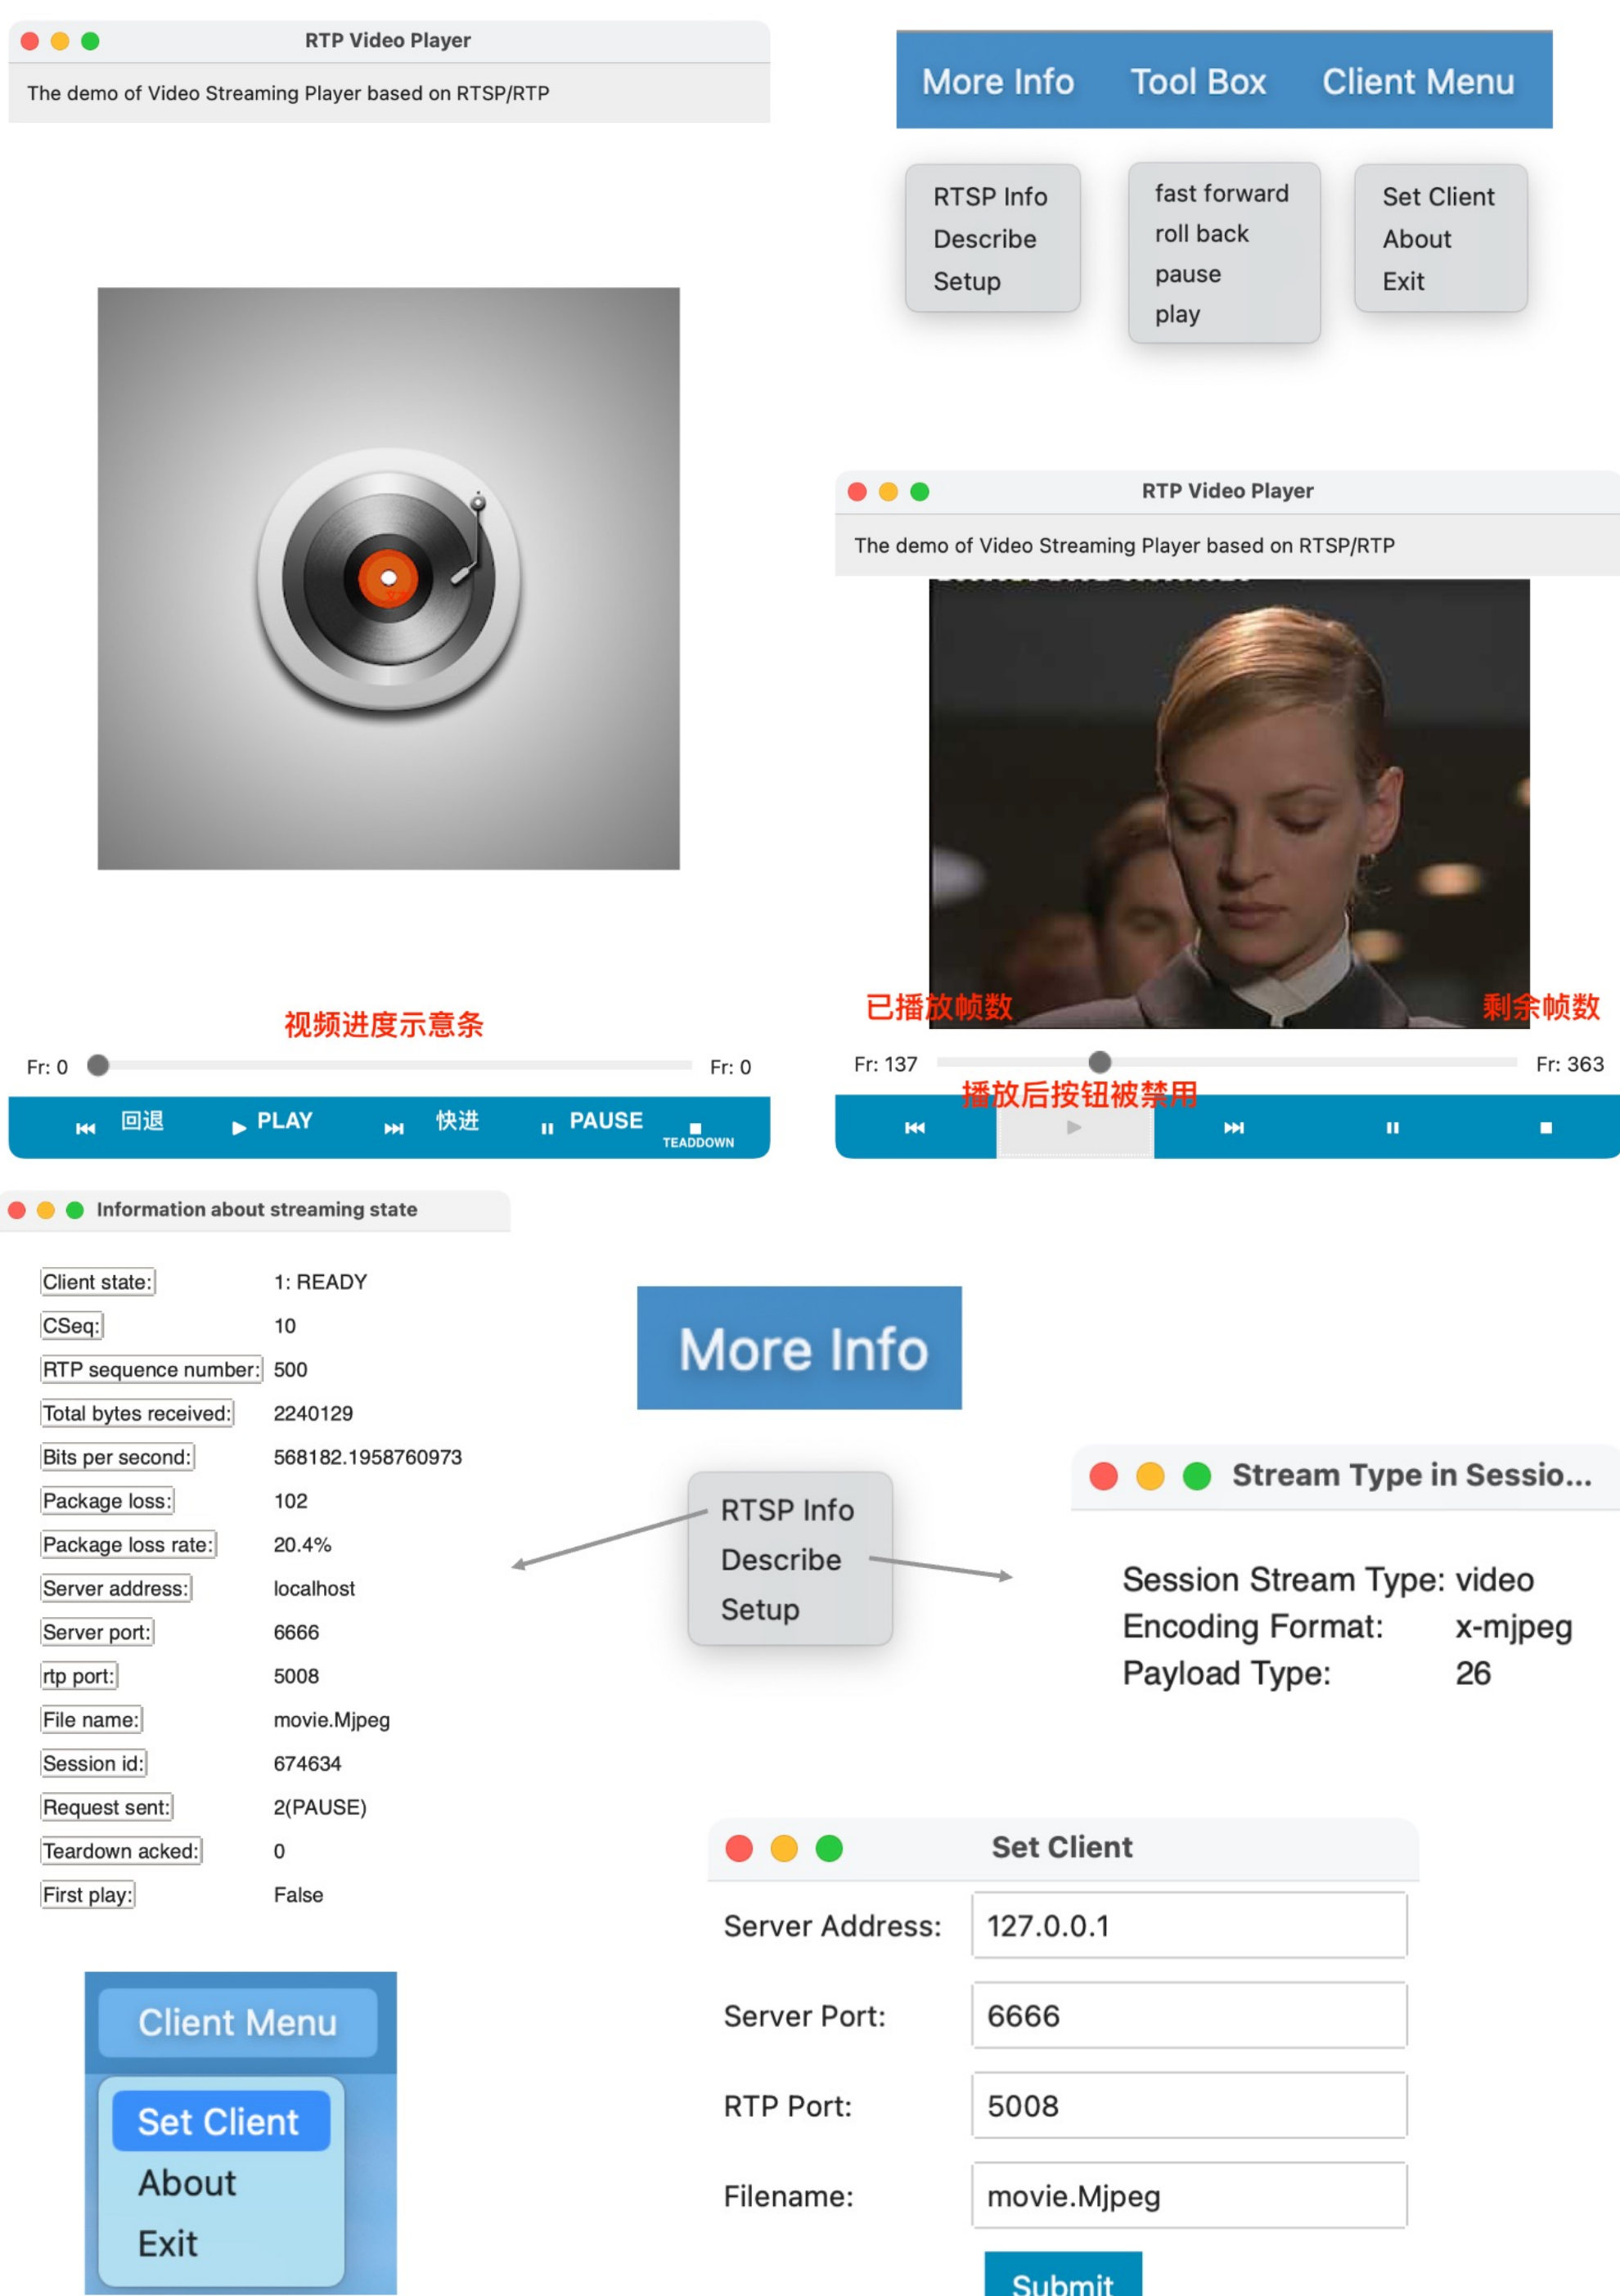 RTP Video Player
The demo of Video Streaming Player based on RTSP/RTP
视频进度示意条
Fr: 0
Fr: 0
回退
PLAY
快进
PAUSE
TEADDOWN
More Info
Tool Box
Client Menu
RTSP Info
Describe
Setup
fast forward
roll back
pause
play
Set Client
About
Exit
RTP Video Player
The demo of Video Streaming Player based on RTSP/RTP
已播放帧数
剩余帧数
Fr: 137
Fr: 363
播放后按钮被禁用
Information about streaming state
Client state: 1: READY
CSeq: 10
RTP sequence number: 500
Total bytes received: 2240129
Bits per second: 568182.1958760973
Package loss: 102
Package loss rate: 20.4%
Server address: localhost
Server port: 6666
rtp port: 5008
File name: movie.Mjpeg
Session id: 674634
Request sent: 2(PAUSE)
Teardown acked: 0
First play: False
More Info
RTSP Info
Describe
Setup
Stream Type in Sessio...
Session Stream Type: video
Encoding Format: x-mjpeg
Payload Type: 26
Client Menu
Set Client
About
Exit
Set Client
Server Address: 127.0.0.1
Server Port: 6666
RTP Port: 5008
Filename: movie.Mjpeg
Submit